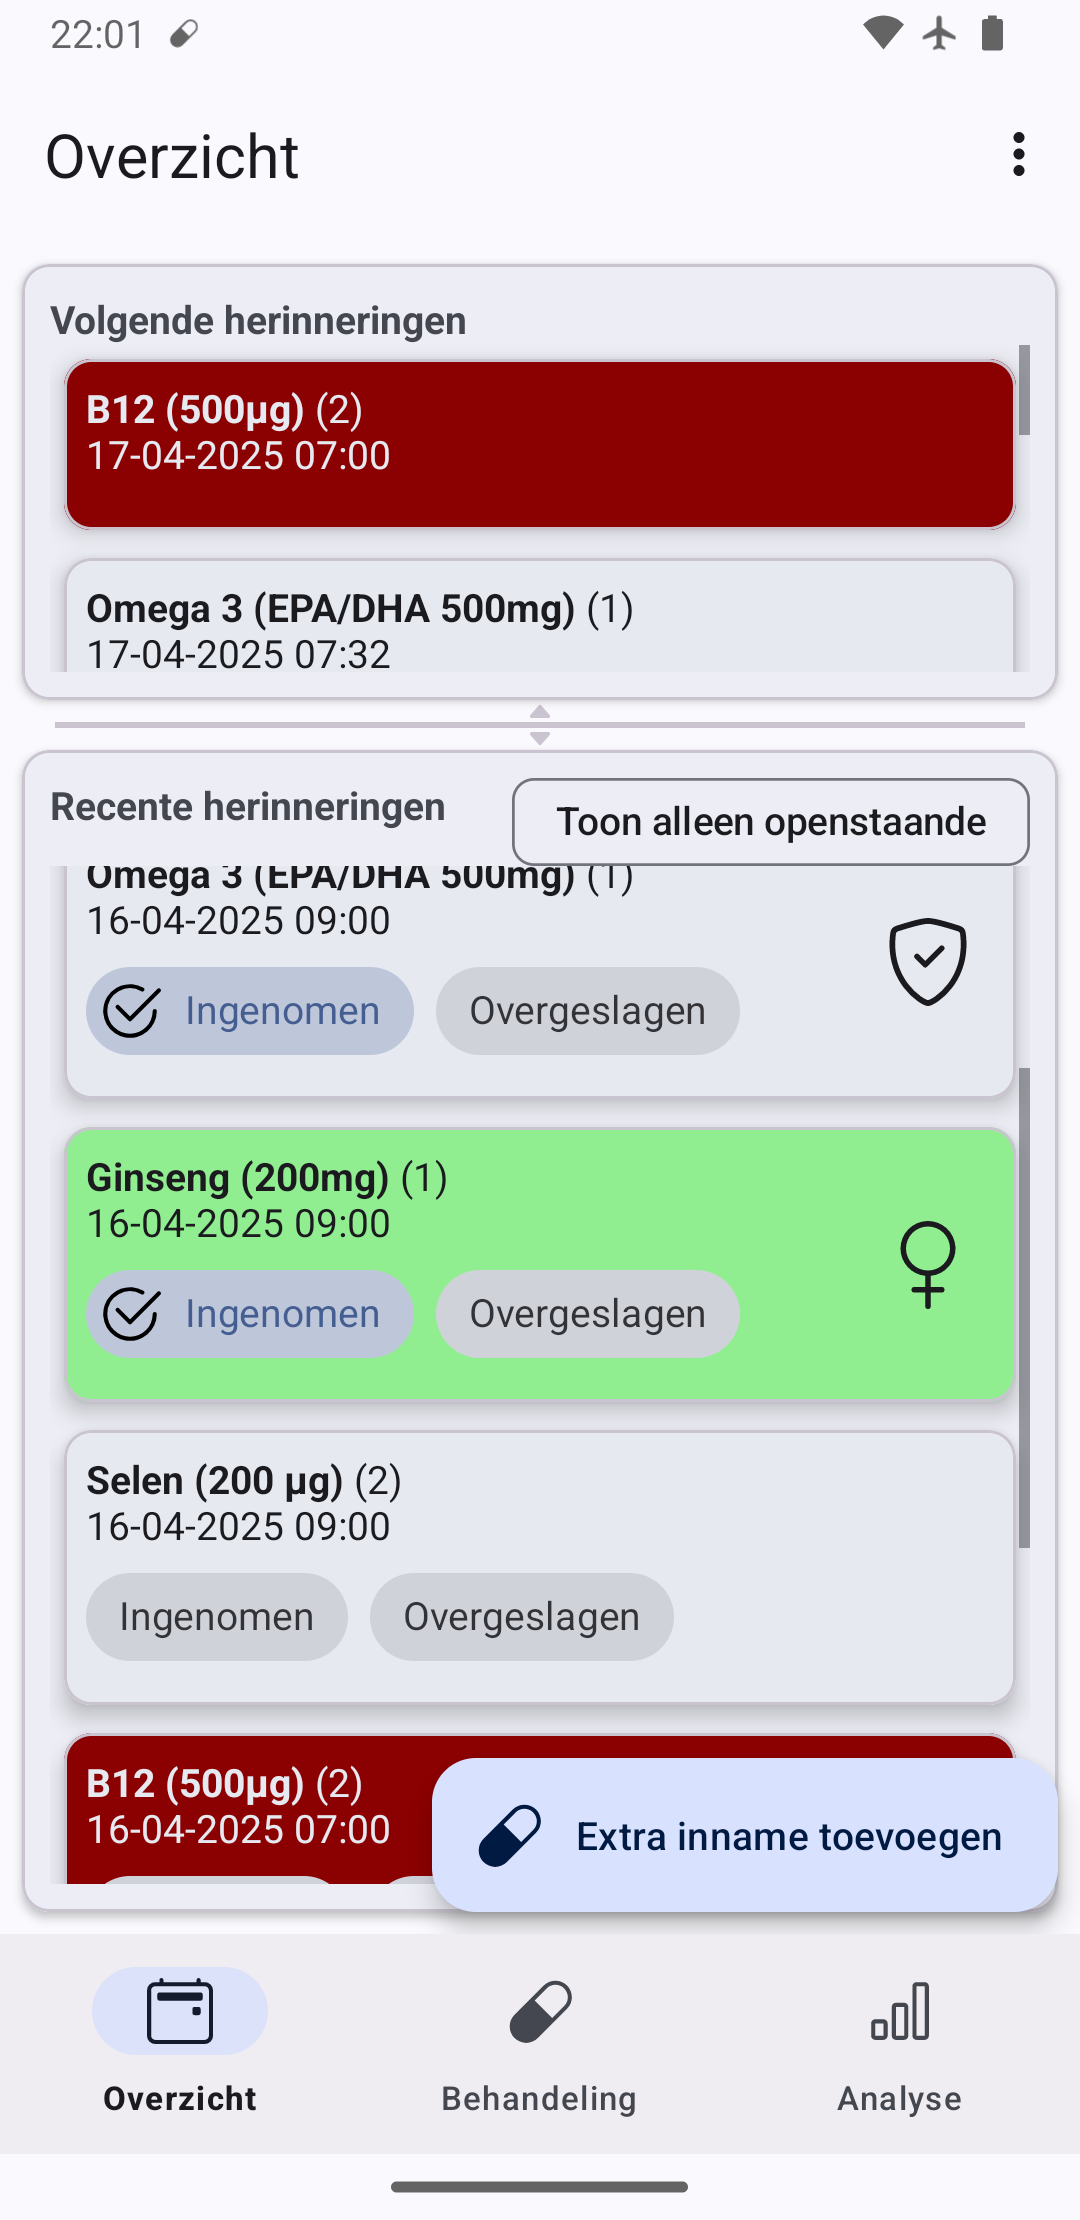 22:01
Overzicht
Volgende herinneringen
B12 (500µg) (2)
17-04-2025 07:00
Omega 3 (EPA/DHA 500mg) (1)
17-04-2025 07:32
Recente herinneringen
Toon alleen openstaande
Omega 3 (EPA/DHA 500mg) (1)
16-04-2025 09:00
Ingenomen Overgeslagen
Ginseng (200mg) (1)
16-04-2025 09:00
Ingenomen Overgeslagen
Selen (200 µg) (2)
16-04-2025 09:00
Ingenomen Overgeslagen
B12 (500µg) (2)
16-04-2025 07:00
Extra inname toevoegen
Overzicht Behandeling Analyse